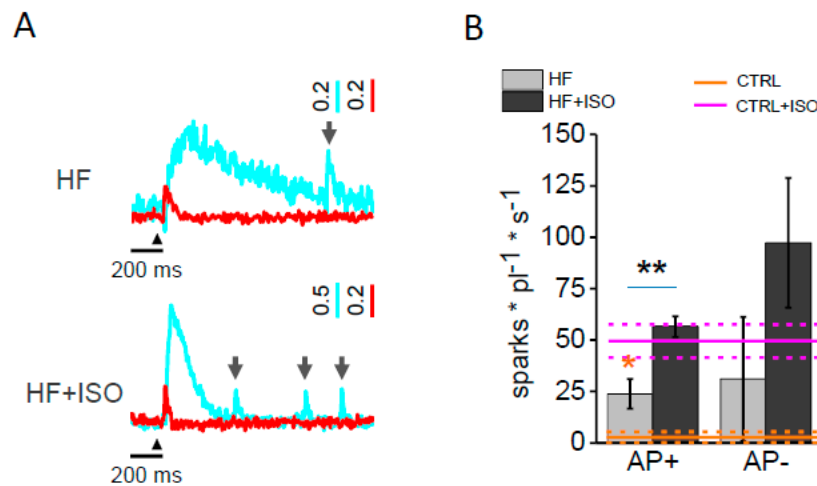 A
0.2 0.2
HF
200 ms
0.5 0.2
HF+ISO
200 ms
B
HF
HF+ISO
CTRL
CTRL+ISO
sparks * pl-1 * s-1
150
125
100
75
50
25
0
**
*
AP+ AP-